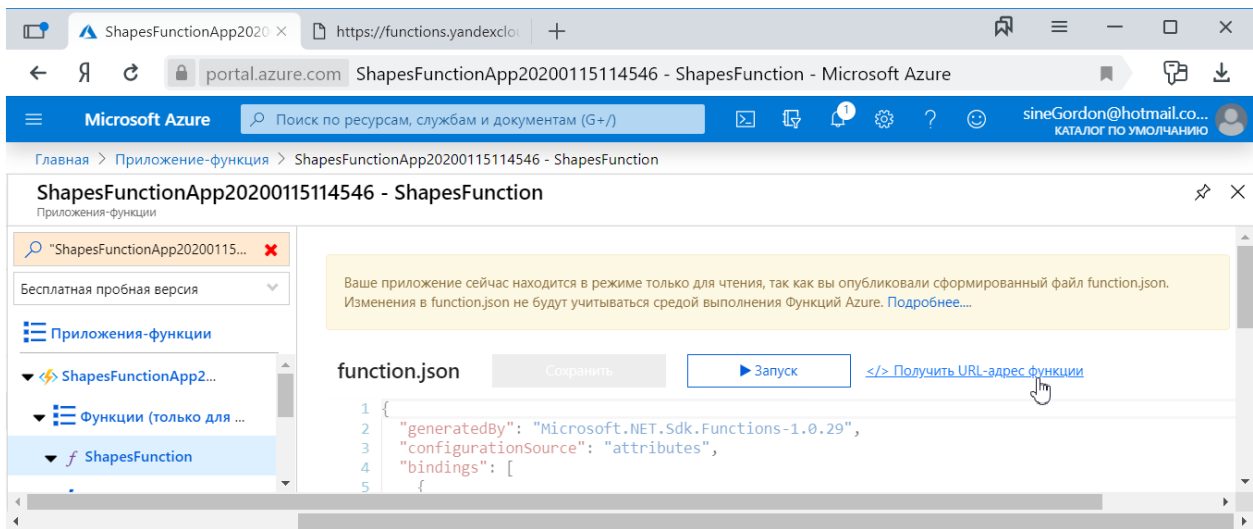 ShapesFunctionApp2020
https://functions.yandexclou
portal.azure.com ShapesFunctionApp20200115114546 - ShapesFunction - Microsoft Azure
Microsoft Azure
Поиск по ресурсам, службам и документам (G+/)
1
sineGordon@hotmail.co...
КАТАЛОГ ПО УМОЛЧАНИЮ
Главная > Приложение-функция > ShapesFunctionApp20200115114546 - ShapesFunction
ShapesFunctionApp20200115114546 - ShapesFunction
Приложения-функции
"ShapesFunctionApp20200115...
Бесплатная пробная версия
Приложения-функции
ShapesFunctionApp2...
Функции (только для ...
ƒ ShapesFunction
Ваше приложение сейчас находится в режиме только для чтения, так как вы опубликовали сформированный файл function.json.
Изменения в function.json не будут учитываться средой выполнения Функций Azure. Подробнее....
function.json
Сохранить
Запуск
</> Получить URL-адрес функции
1 {
2 "generatedBy": "Microsoft.NET.Sdk.Functions-1.0.29",
3 "configurationSource": "attributes",
4 "bindings": [
5 {